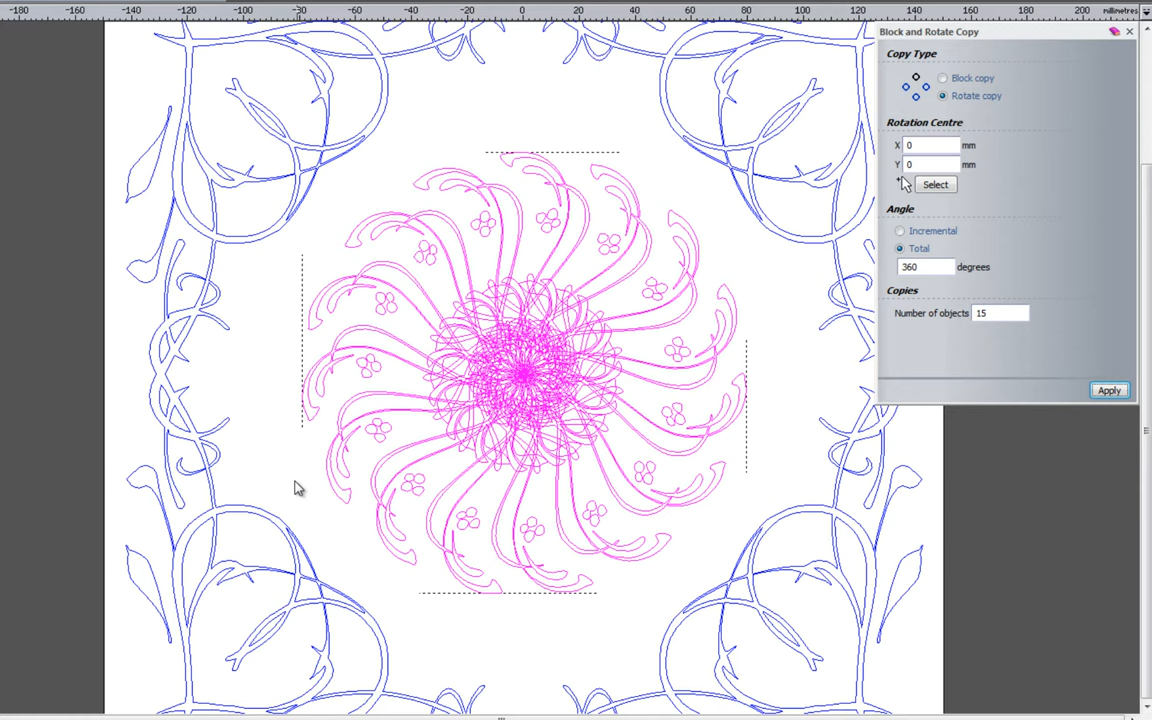 -180 -160 -140 -120 -100 -80 -60 -40 -20 0 20 40 60 80 100 120 140 160 180 200 millimetres
Block and Rotate Copy
Copy Type
Block copy
Rotate copy
Rotation Centre
X 0 mm
Y 0 mm
Select
Angle
Incremental
Total
360 degrees
Copies
Number of objects 15
Apply